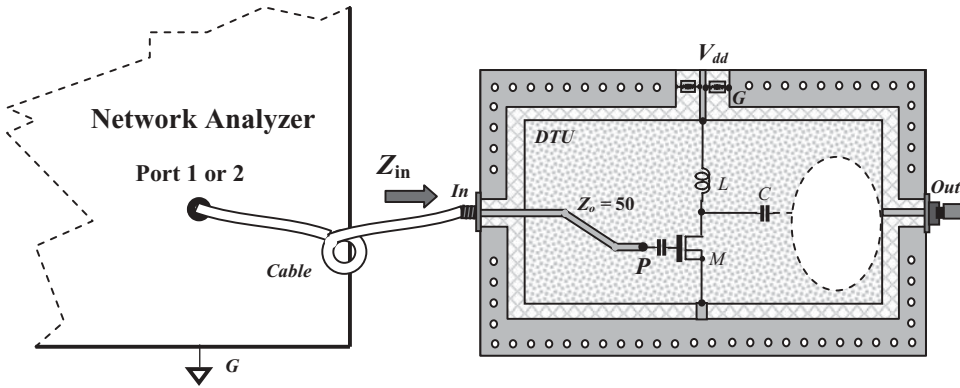 Network Analyzer
Port 1 or 2
Cable
G
Z_in
In
V_dd
G
DTU
L
C
Z_o = 50
P
M
Out